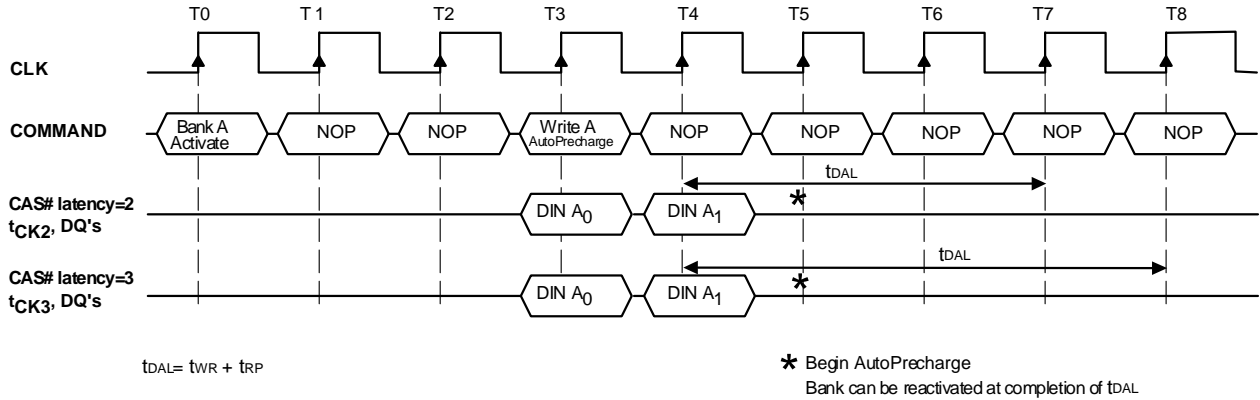 T0 T1 T2 T3 T4 T5 T6 T7 T8
CLK
COMMAND
Bank A
Activate
NOP
NOP
Write A
AutoPrecharge
NOP
NOP
NOP
NOP
NOP
tDAL
CAS# latency=2
tCK2, DQ's
DIN A0
DIN A1
*
tDAL
CAS# latency=3
tCK3, DQ's
DIN A0
DIN A1
*
tDAL= tWR + tRP
* Begin AutoPrecharge
Bank can be reactivated at completion of tDAL